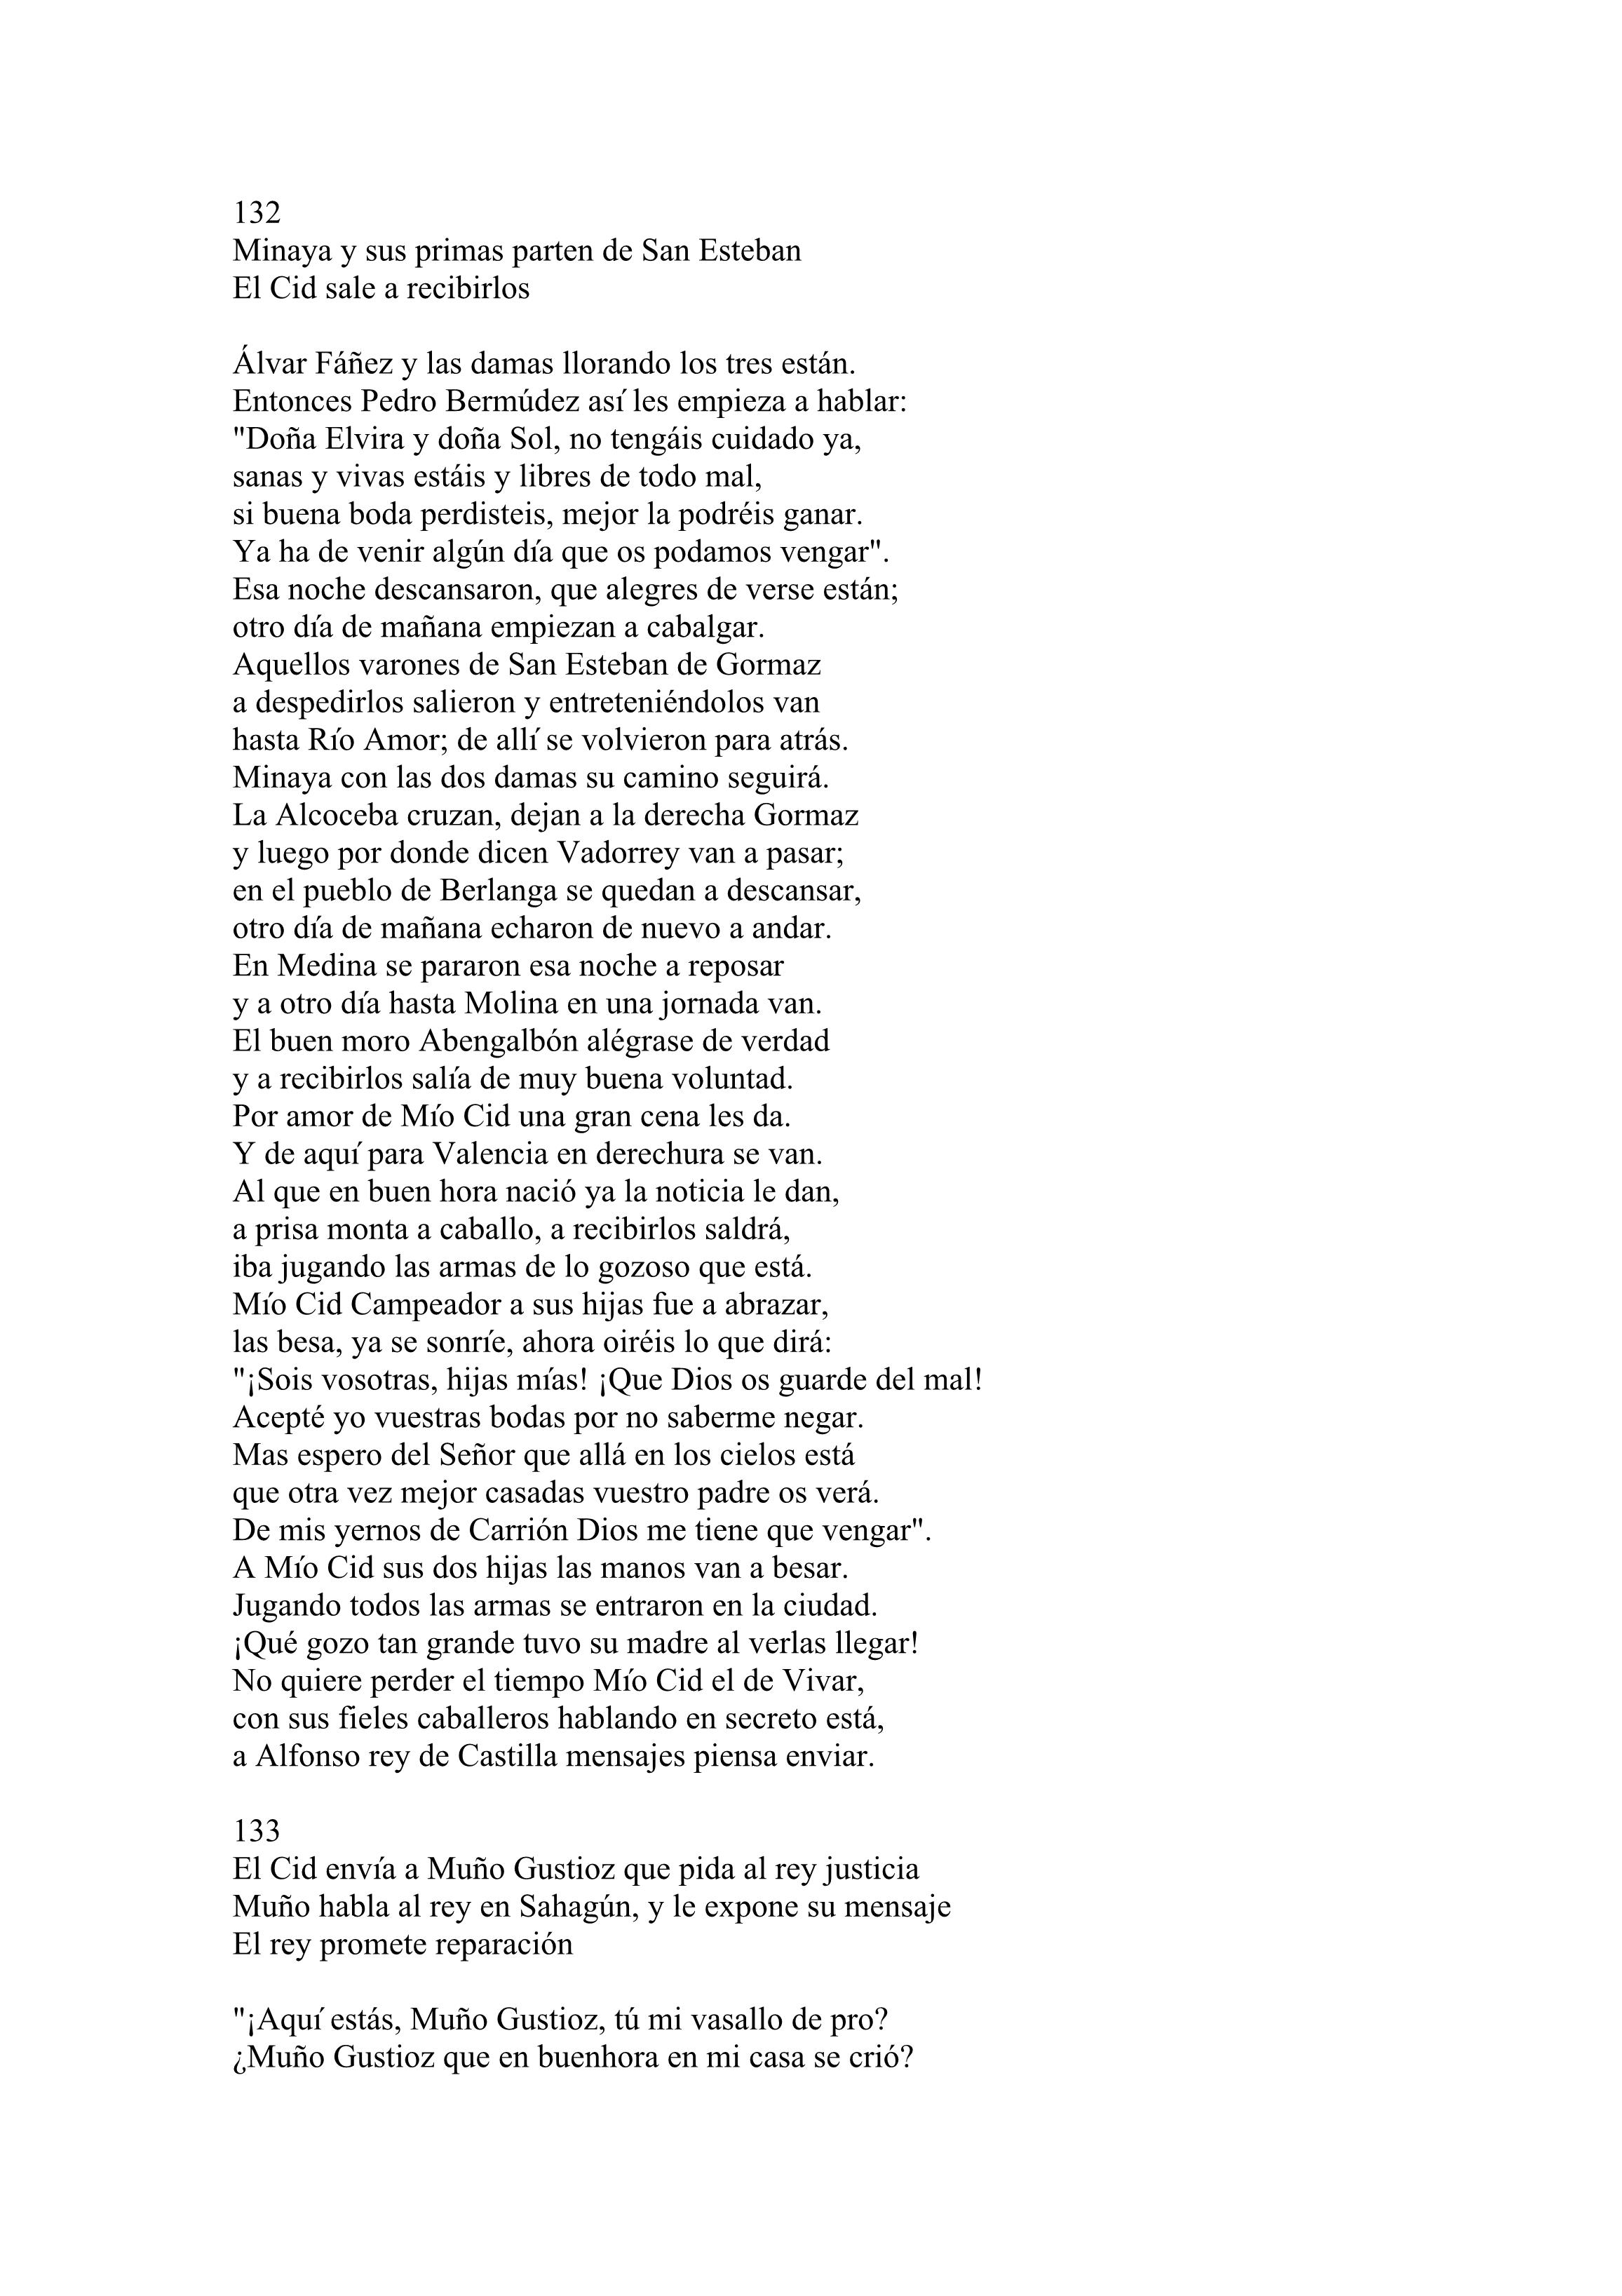 132
Minaya y sus primas parten de San Esteban
El Cid sale a recibirlos
Álvar Fáñez y las damas llorando los tres están.
Entonces Pedro Bermúdez así les empieza a hablar:
"Doña Elvira y doña Sol, no tengáis cuidado ya,
sanas y vivas estáis y libres de todo mal,
si buena boda perdisteis, mejor la podréis ganar.
Ya ha de venir algún día que os podamos vengar".
Esa noche descansaron, que alegres de verse están;
otro día de mañana empiezan a cabalgar.
Aquellos varones de San Esteban de Gormaz
a despedirlos salieron y entreteniéndolos van
hasta Río Amor; de allí se volvieron para atrás.
Minaya con las dos damas su camino seguirá.
La Alcoceba cruzan, dejan a la derecha Gormaz
y luego por donde dicen Vadorrey van a pasar;
en el pueblo de Berlanga se quedan a descansar,
otro día de mañana echaron de nuevo a andar.
En Medina se pararon esa noche a reposar
y a otro día hasta Molina en una jornada van.
El buen moro Abengalbón alégrase de verdad
y a recibirlos salía de muy buena voluntad.
Por amor de Mío Cid una gran cena les da.
Y de aquí para Valencia en derechura se van.
Al que en buen hora nació ya la noticia le dan,
a prisa monta a caballo, a recibirlos saldrá,
iba jugando las armas de lo gozoso que está.
Mío Cid Campeador a sus hijas fue a abrazar,
las besa, ya se sonríe, ahora oiréis lo que dirá:
"¡Sois vosotras, hijas mías! ¡Que Dios os guarde del mal!
Acepté yo vuestras bodas por no saberme negar.
Mas espero del Señor que allá en los cielos está
que otra vez mejor casadas vuestro padre os verá.
De mis yernos de Carrión Dios me tiene que vengar".
A Mío Cid sus dos hijas las manos van a besar.
Jugando todos las armas se entraron en la ciudad.
¡Qué gozo tan grande tuvo su madre al verlas llegar!
No quiere perder el tiempo Mío Cid el de Vivar,
con sus fieles caballeros hablando en secreto está,
a Alfonso rey de Castilla mensajes piensa enviar.
133
El Cid envía a Muño Gustioz que pida al rey justicia
Muño habla al rey en Sahagún, y le expone su mensaje
El rey promete reparación
"¡Aquí estás, Muño Gustioz, tú mi vasallo de pro?
¿Muño Gustioz que en buenhora en mi casa se crió?